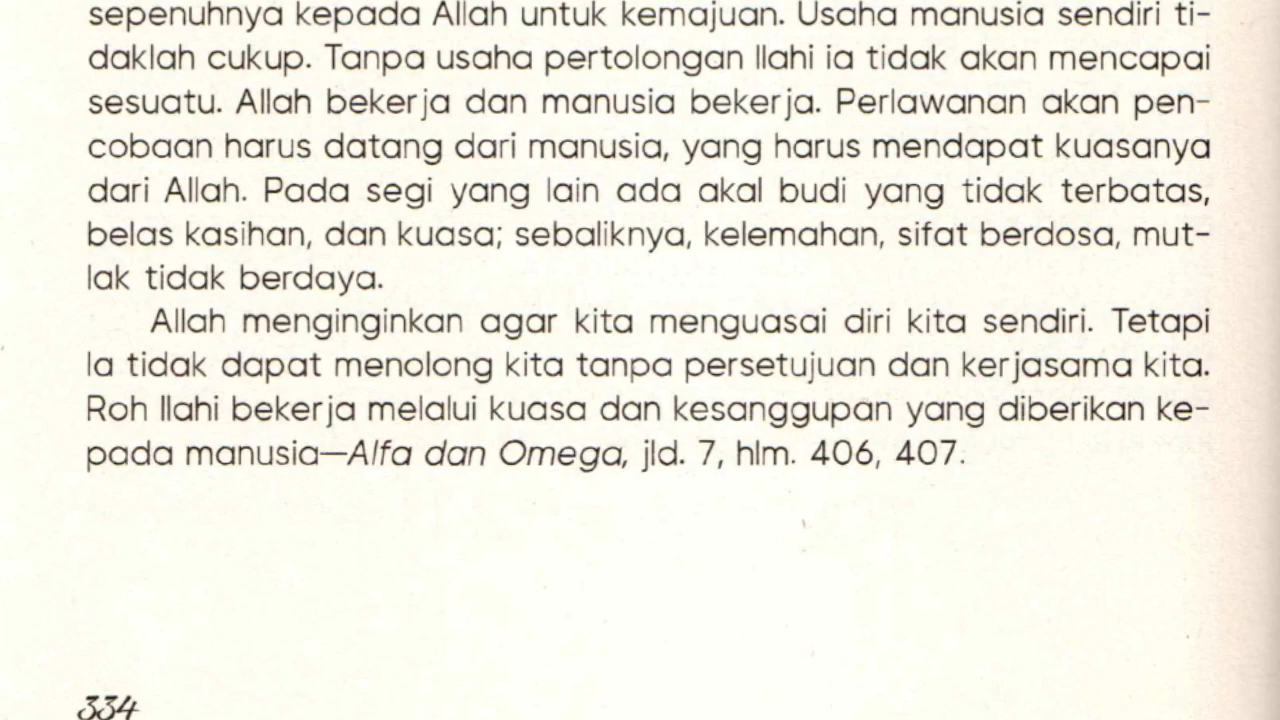 sepenuhnya kepada Allah untuk kemajuan. Usaha manusia sendiri ti-
daklah cukup. Tanpa usaha pertolongan Ilahi ia tidak akan mencapai
sesuatu. Allah bekerja dan manusia bekerja. Perlawanan akan pen-
cobaan harus datang dari manusia, yang harus mendapat kuasanya
dari Allah. Pada segi yang lain ada akal budi yang tidak terbatas,
belas kasihan, dan kuasa; sebaliknya, kelemahan, sifat berdosa, mut-
lak tidak berdaya.
Allah menginginkan agar kita menguasai diri kita sendiri. Tetapi
Ia tidak dapat menolong kita tanpa persetujuan dan kerjasama kita.
Roh Ilahi bekerja melalui kuasa dan kesanggupan yang diberikan ke-
pada manusia—Alfa dan Omega, jld. 7, hlm. 406, 407.
334